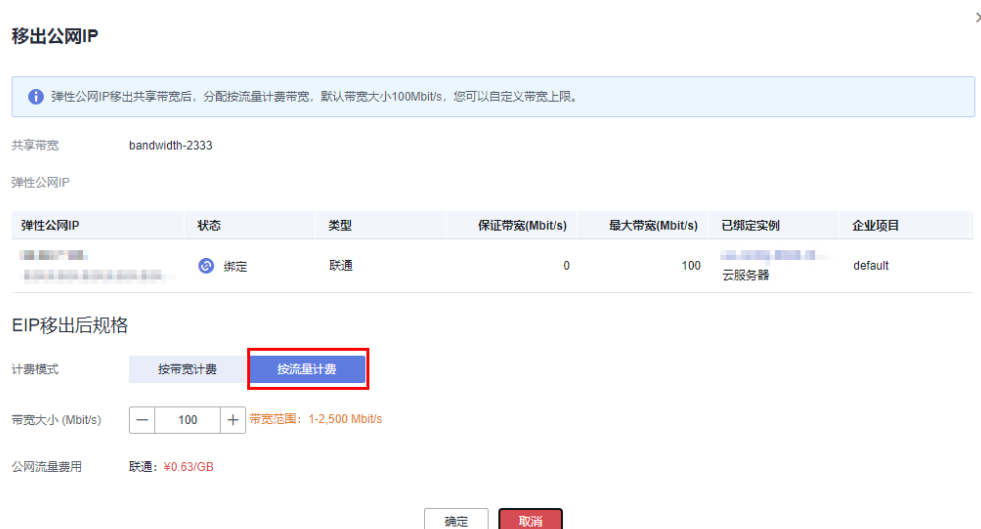 移出公网IP
弹性公网IP移出共享带宽后，分配按流量计费带宽，默认带宽大小100Mbit/s，您可以自定义带宽上限。
共享带宽 bandwidth-2333
弹性公网IP
弹性公网IP 状态 类型 保证带宽(Mbit/s) 最大带宽(Mbit/s) 已绑定实例 企业项目
绑定 联通 0 100 云服务器 default
EIP移出后规格
计费模式 按带宽计费 按流量计费
带宽大小 (Mbit/s) 100 带宽范围：1-2,500 Mbit/s
公网流量费用 联通：¥0.63/GB
确定 取消